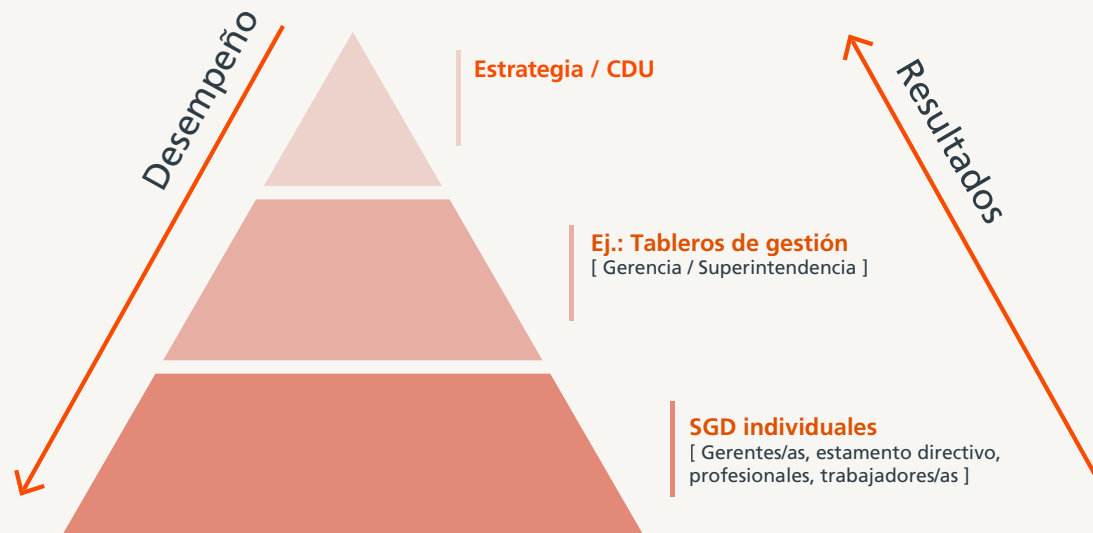 Desempeño
Estrategia / CDU
Resultados
Ej.: Tableros de gestión
[ Gerencia / Superintendencia ]
SGD individuales
[ Gerentes/as, estamento directivo,
profesionales, trabajadores/as ]